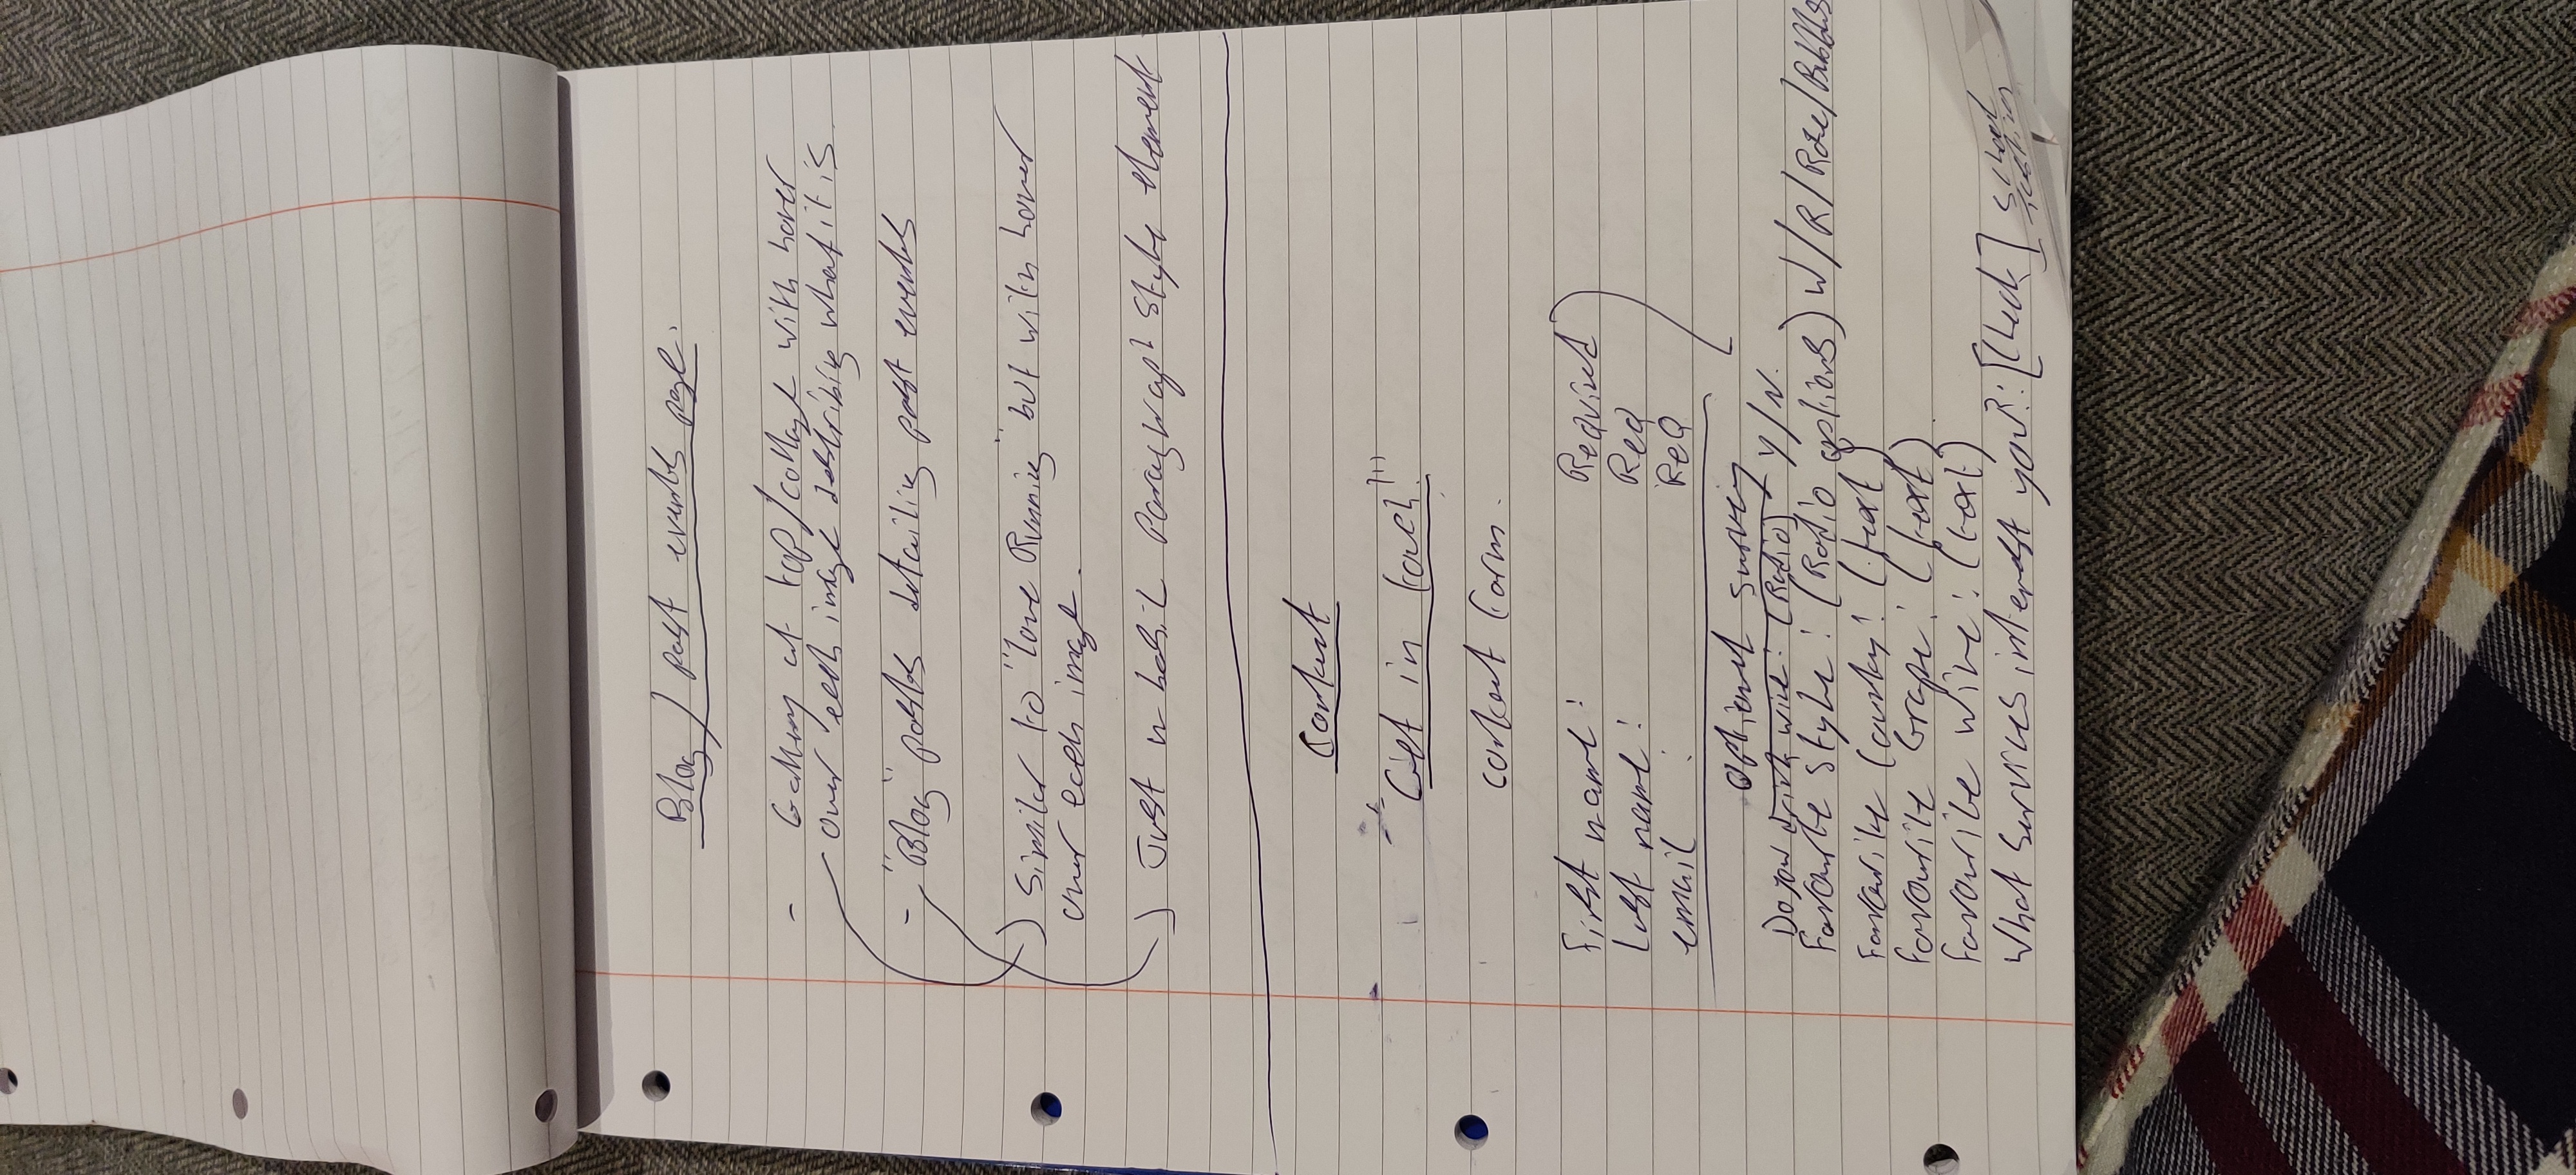 Blog / past events page.
- Gallery at top/collage with hover
over each image describing what it is
- "Blog" posts detailing past events
) Similar to "Love Running" but with hover
over each image.
) Just a basic Paragraph style element
Contact
"Get in touch!"
contact form.
First name: Required
Last name: Req
email : ReQ
Optional survey
Do you drink wine: (Radio) Y/N.
Favourite Style: (Radio options) W/R/Rose/Bubbles
Favourite Country: (text)
Favourite Grape: (text)
Favourite Wine: (text)
What Services interest you?: [Check]